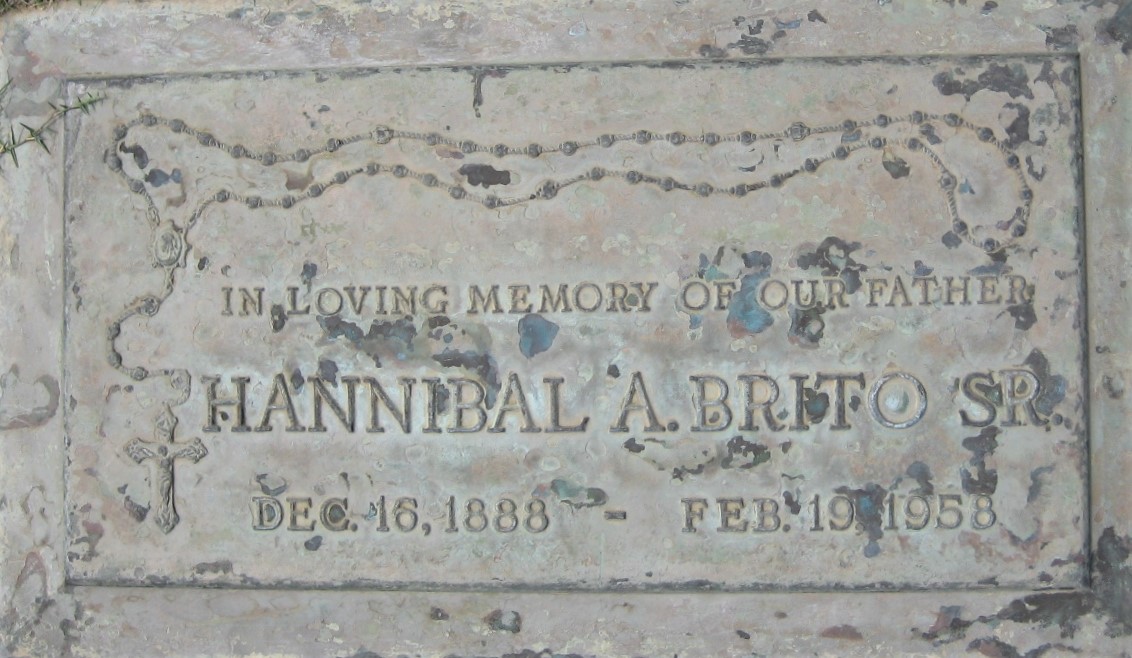 IN LOVING MEMORY OF OUR FATHER
HANNIBAL A. BRITO SR.
DEC. 16, 1888 - FEB. 19, 1958